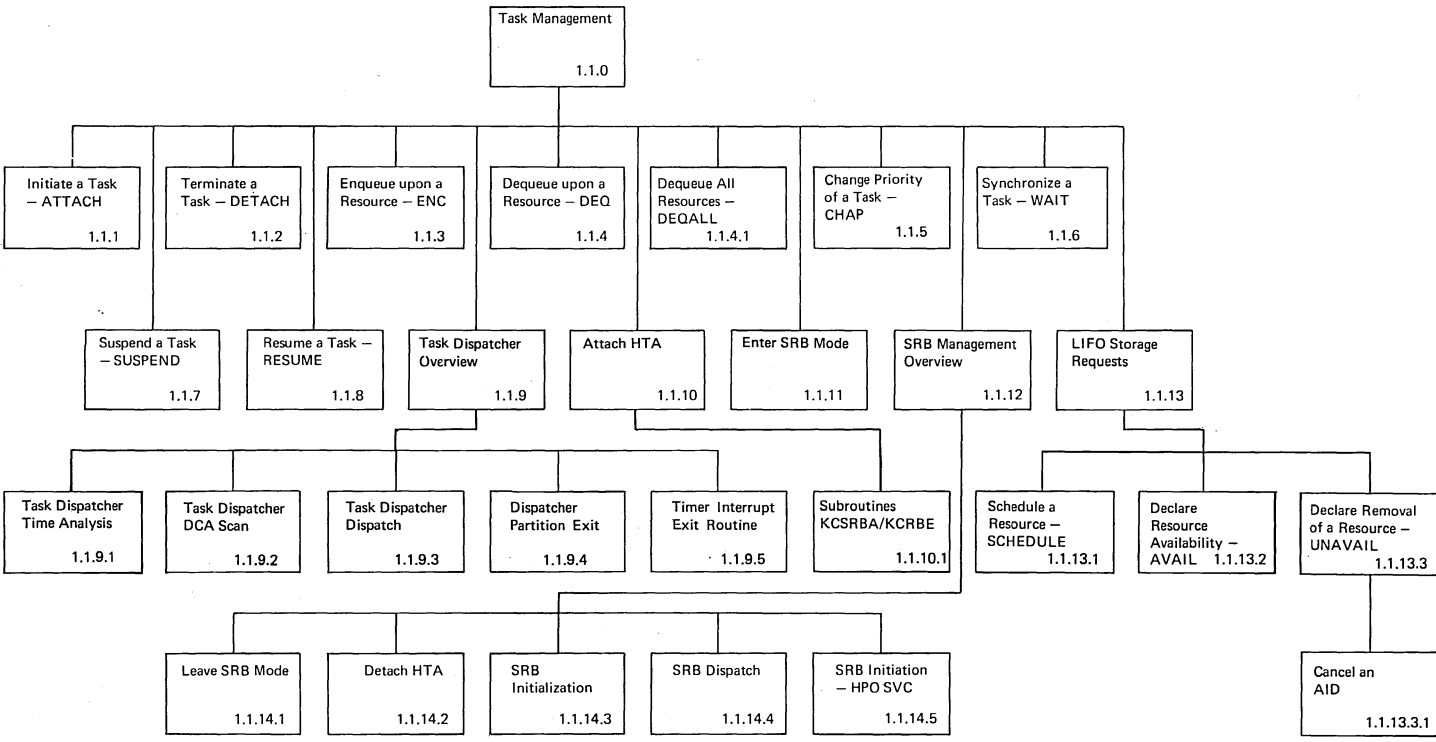 Task Management
1.1.0
Initiate a Task
– ATTACH
1.1.1
Terminate a
Task – DETACH
1.1.2
Enqueue upon a
Resource – ENC
1.1.3
Dequeue upon a
Resource – DEQ
1.1.4
Dequeue All
Resources –
DEQALL
1.1.4.1
Change Priority
of a Task –
CHAP
1.1.5
Synchronize a
Task – WAIT
1.1.6
Suspend a Task
– SUSPEND
1.1.7
Resume a Task –
RESUME
1.1.8
Task Dispatcher
Overview
1.1.9
Attach HTA
1.1.10
Enter SRB Mode
1.1.11
SRB Management
Overview
1.1.12
LIFO Storage
Requests
1.1.13
Task Dispatcher
Time Analysis
1.1.9.1
Task Dispatcher
DCA Scan
1.1.9.2
Task Dispatcher
Dispatch
1.1.9.3
Dispatcher
Partition Exit
1.1.9.4
Timer Interrupt
Exit Routine
1.1.9.5
Subroutines
KCSRBA/KCRBE
1.1.10.1
Schedule a
Resource –
SCHEDULE
1.1.13.1
Declare
Resource
Availability –
AVAIL 1.1.13.2
Declare Removal
of a Resource –
UNAVAIL
1.1.13.3
Leave SRB Mode
1.1.14.1
Detach HTA
1.1.14.2
SRB
Initialization
1.1.14.3
SRB Dispatch
1.1.14.4
SRB Initiation
– HPO SVC
1.1.14.5
Cancel an
AID
1.1.13.3.1